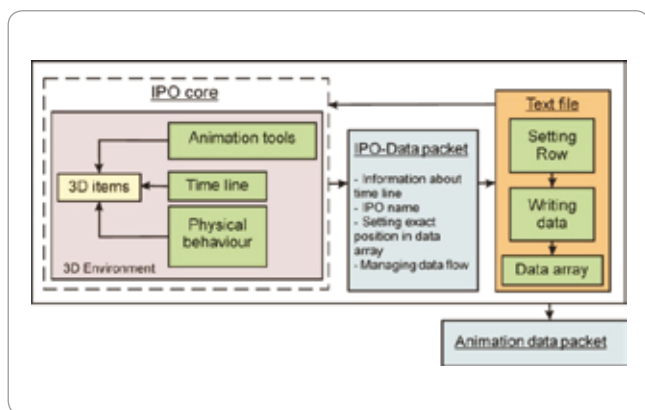 IPO core
Animation tools
3D items
Time line
Physical
behaviour
3D Environment
IPO-Data packet
- Information about
time line
- IPO name
- Setting exact
position in data
array
- Managing data flow
Text file
Setting
Row
Writing
data
Data array
Animation data packet